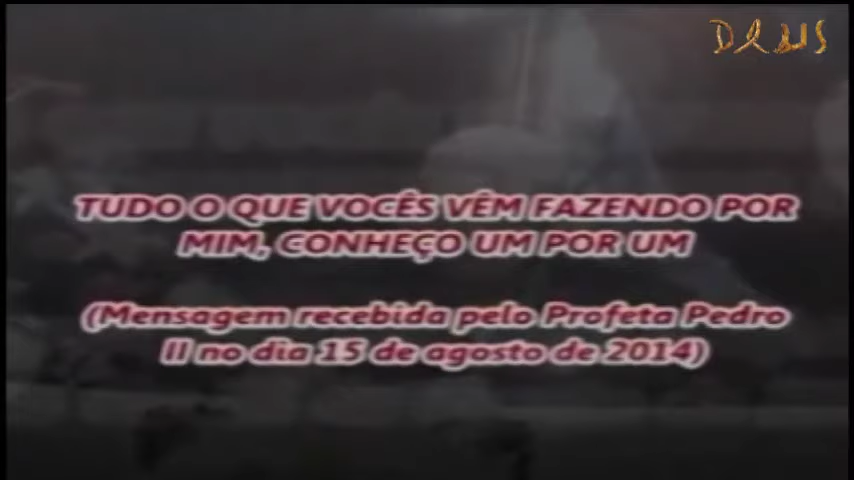 DEUS
TUDO O QUE VOCÊS VÊM FAZENDO POR
MIM, CONHEÇO UM POR UM
(Mensagem recebida pelo Profeta Pedro
II no dia 15 de agosto de 2014)